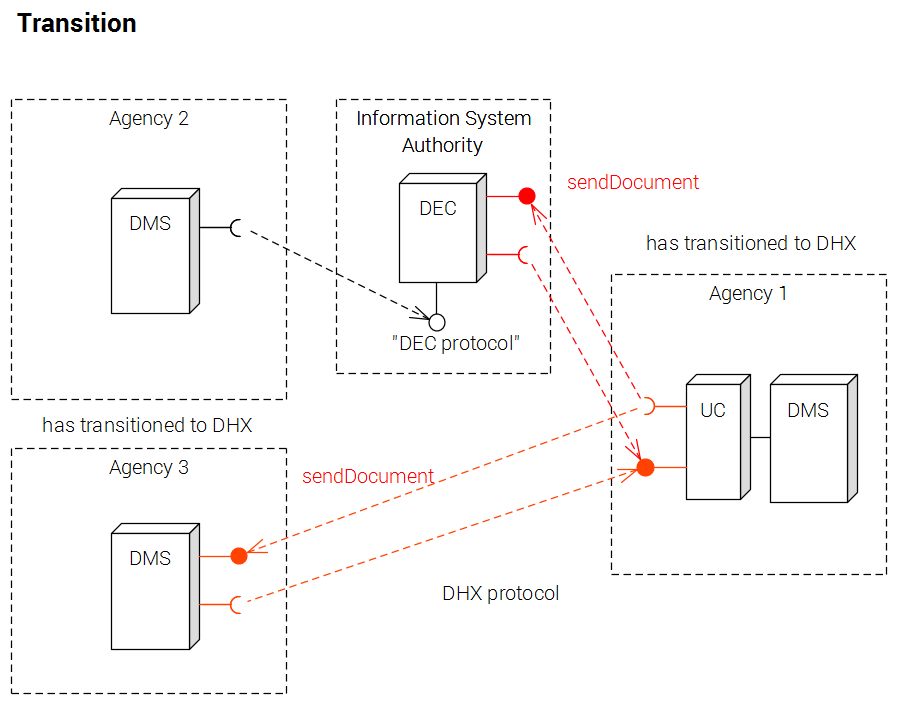 Transition
Agency 2
DMS
Information System
Authority
DEC
"DEC protocol"
sendDocument
has transitioned to DHX
Agency 1
UC
DMS
has transitioned to DHX
Agency 3
DMS
sendDocument
DHX protocol